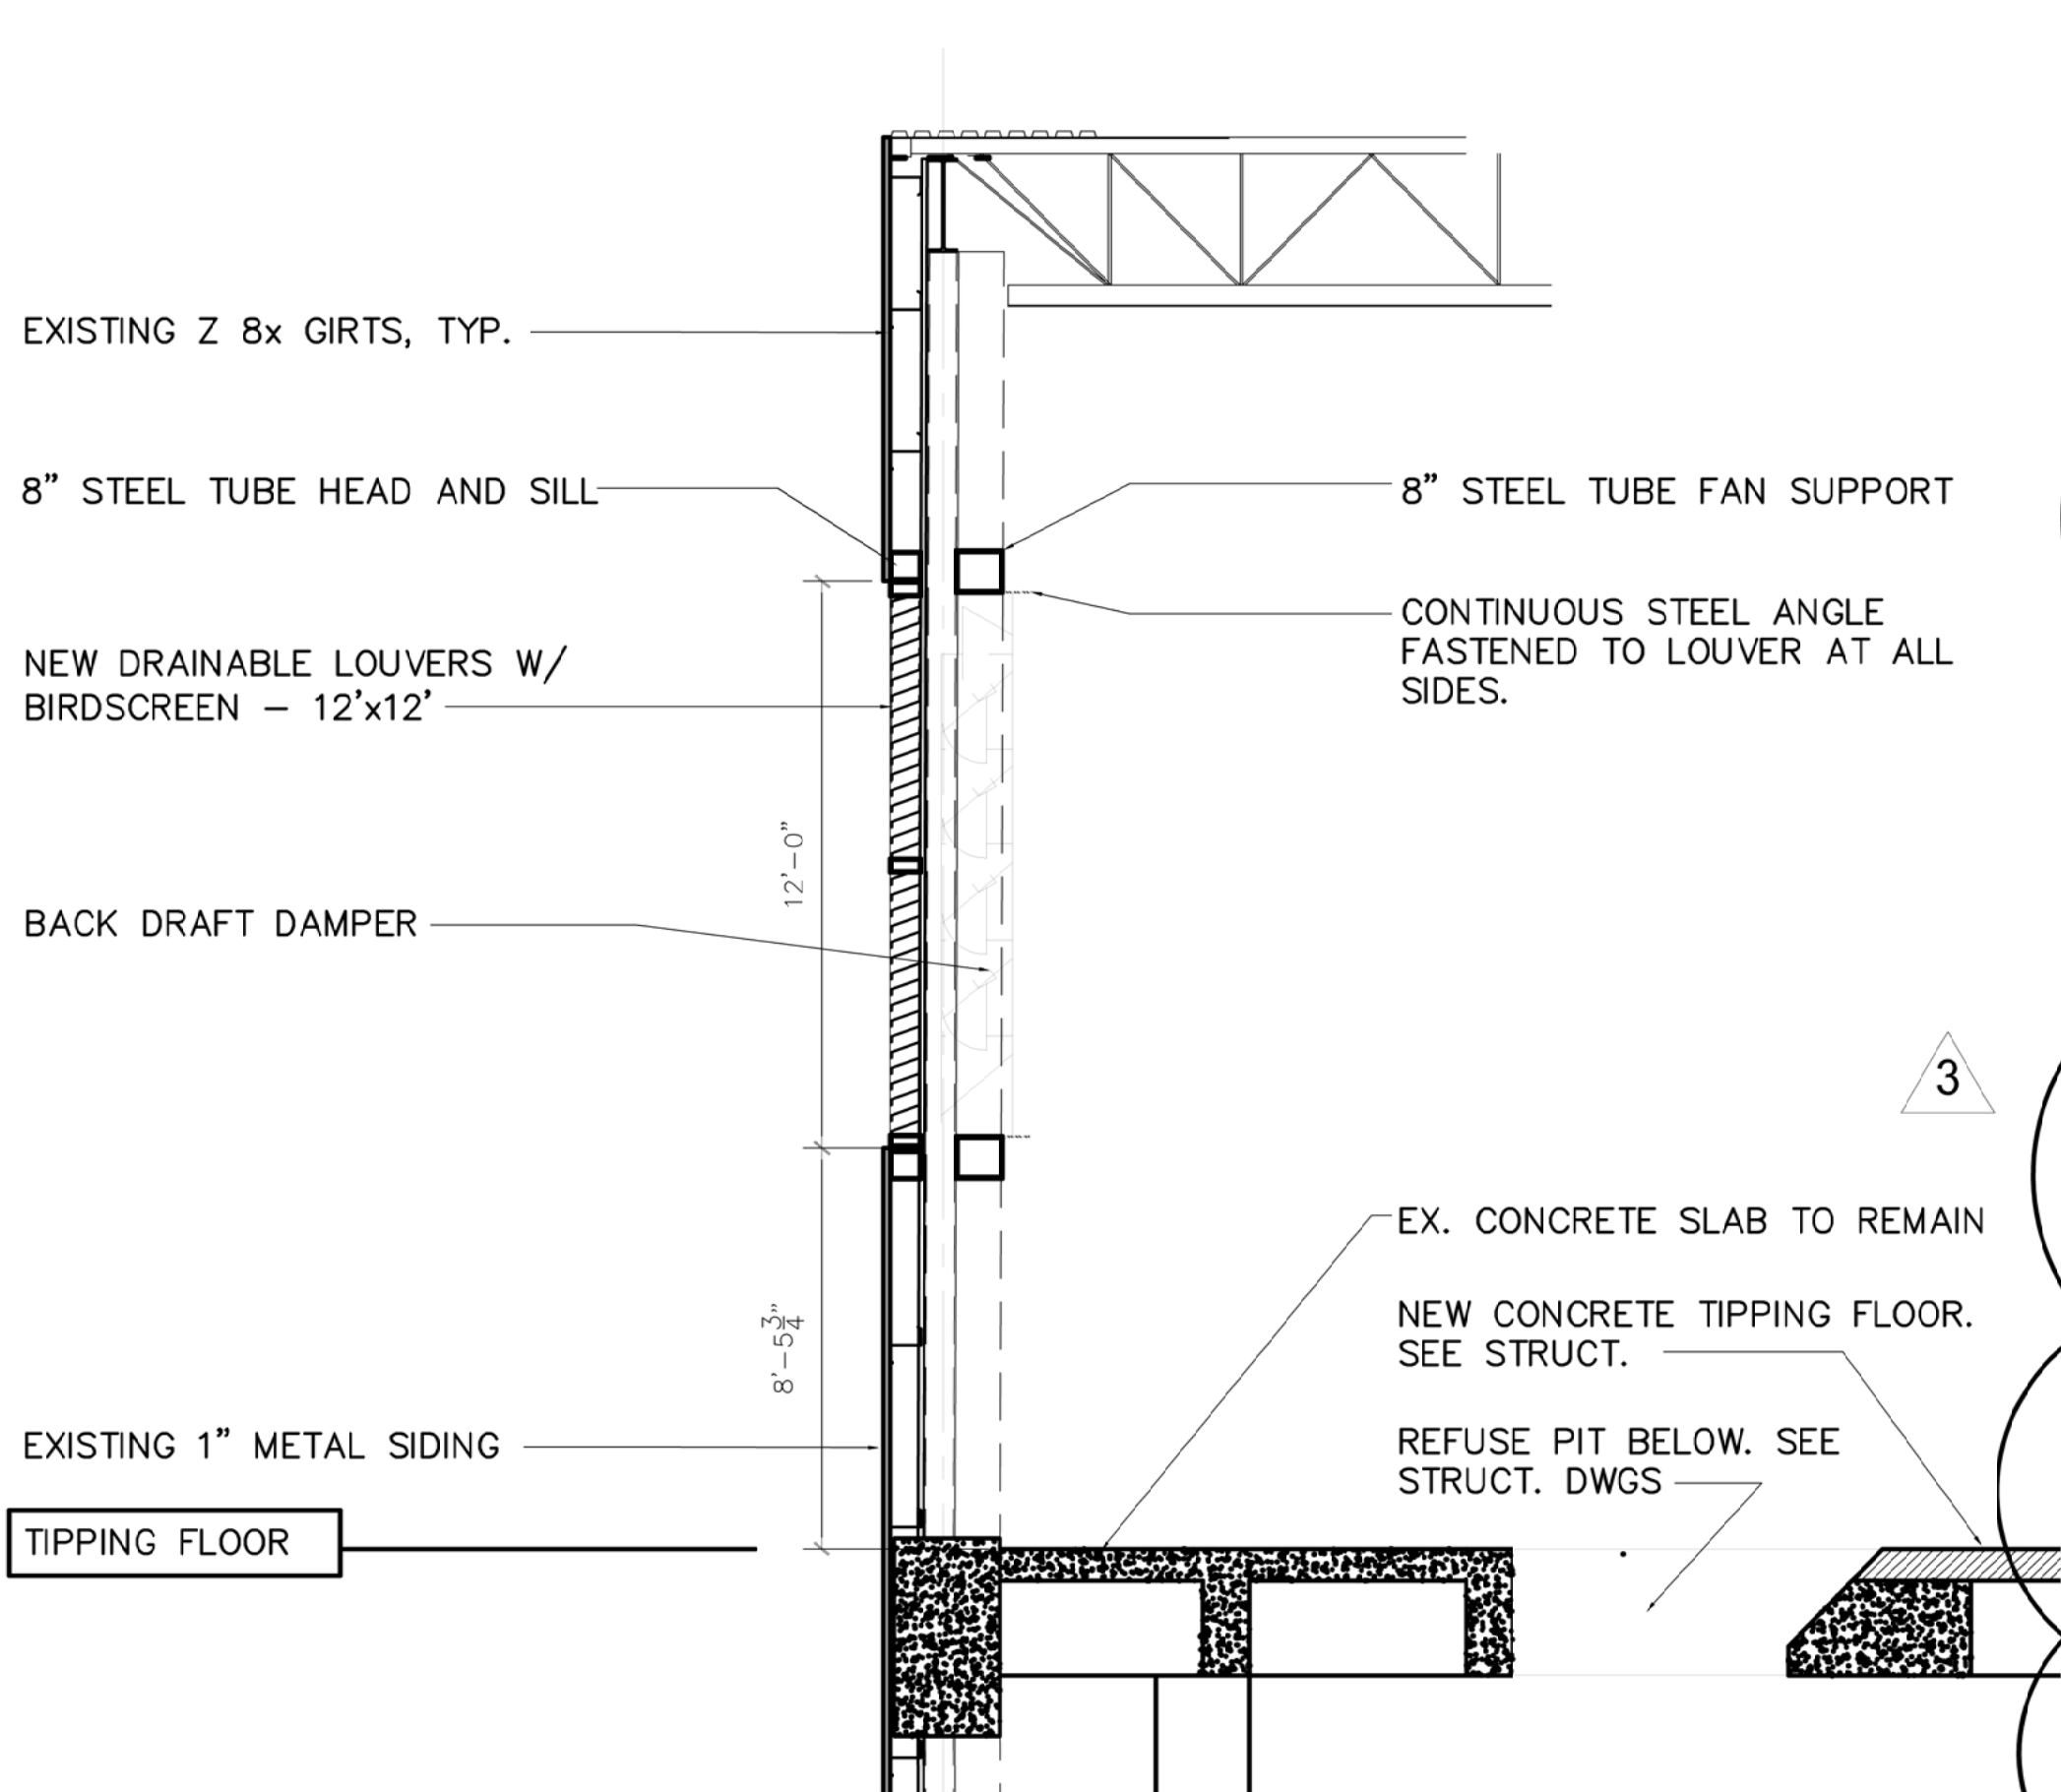 EXISTING Z 8x GIRTS, TYP.
8” STEEL TUBE HEAD AND SILL
8” STEEL TUBE FAN SUPPORT
CONTINUOUS STEEL ANGLE
FASTENED TO LOUVER AT ALL
SIDES.
NEW DRAINABLE LOUVERS W/
BIRDSCREEN – 12’x12’
12’–0”
BACK DRAFT DAMPER
3
EX. CONCRETE SLAB TO REMAIN
NEW CONCRETE TIPPING FLOOR.
SEE STRUCT.
8’–5 3/4”
REFUSE PIT BELOW. SEE
STRUCT. DWGS
EXISTING 1” METAL SIDING
TIPPING FLOOR